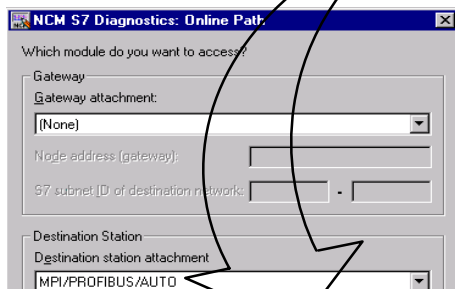 NCM S7 Diagnostics: Online Path
Which module do you want to access?
Gateway
Gateway attachment:
(None)
Node address (gateway):
S7 subnet ID of destination network: -
Destination Station
Destination station attachment
MPI/PROFIBUS/AUTO